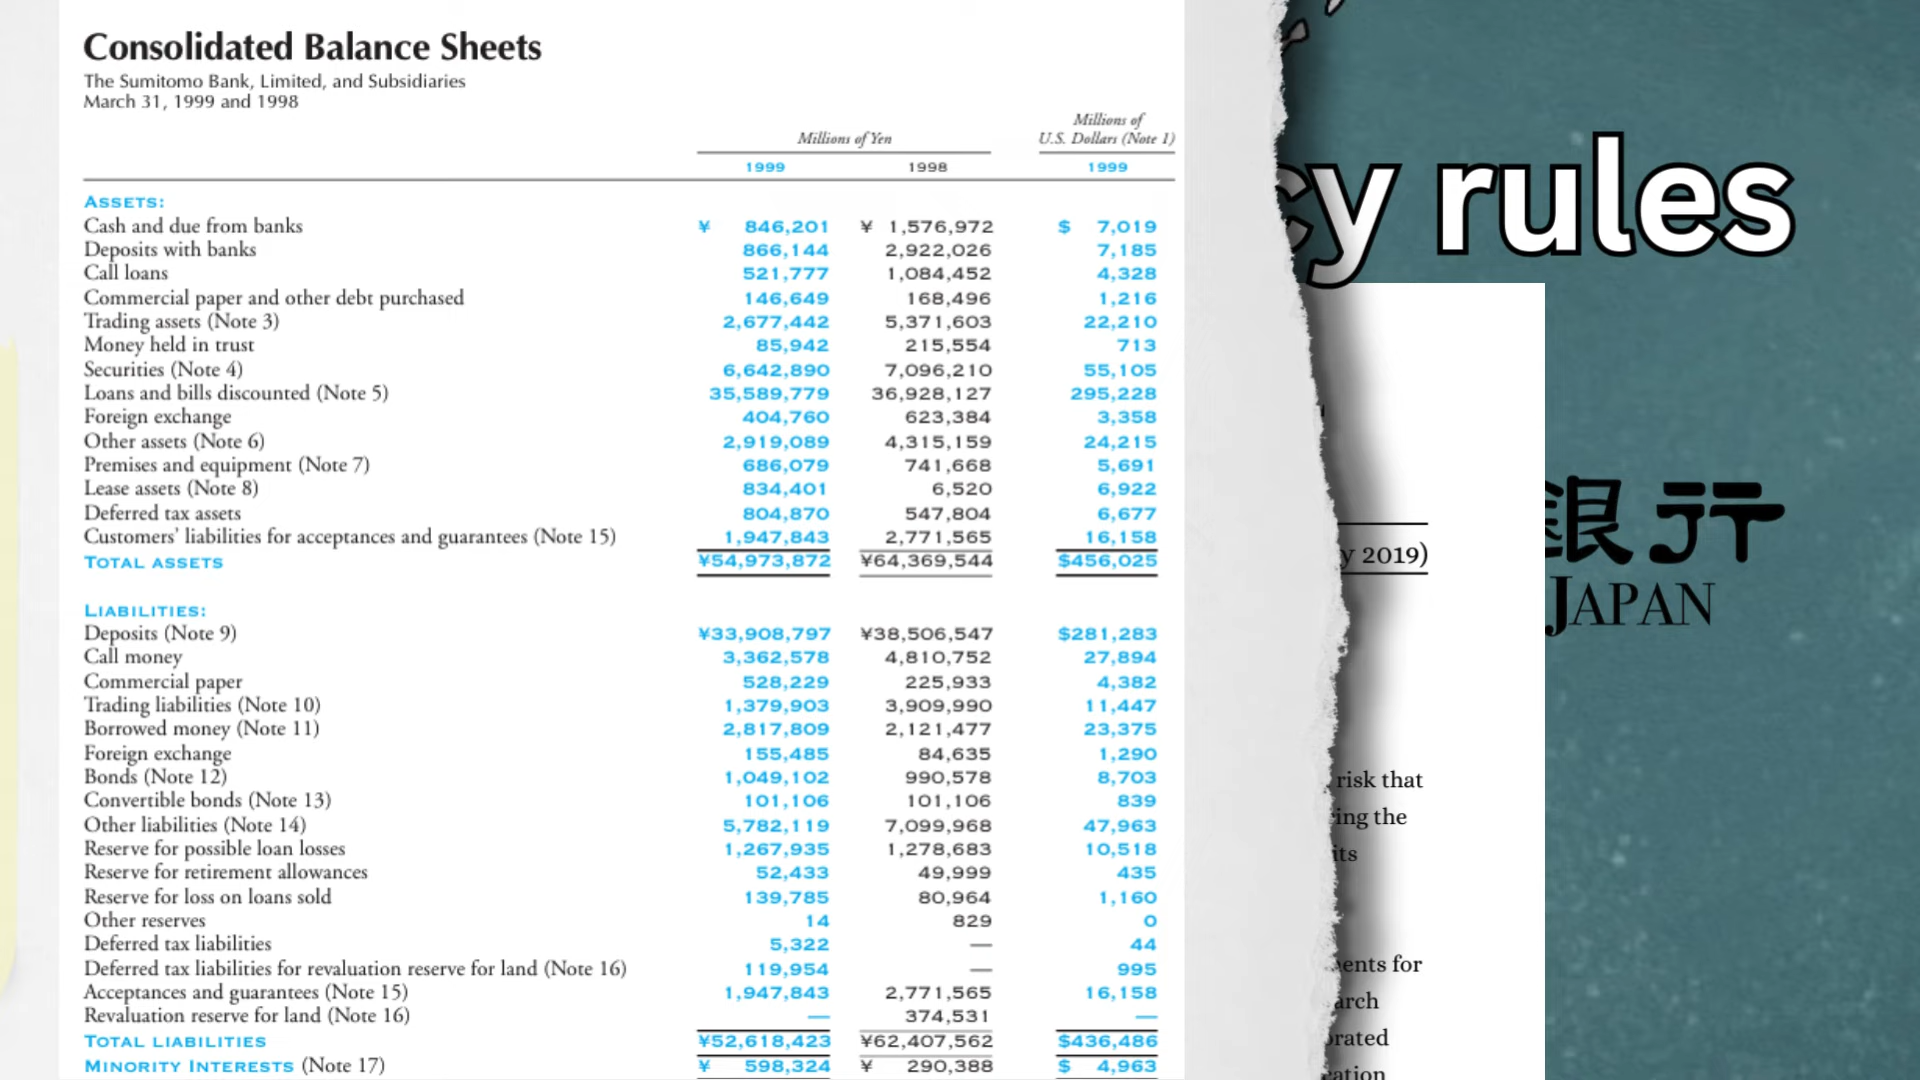 Consolidated Balance Sheets
The Sumitomo Bank, Limited, and Subsidiaries
March 31, 1999 and 1998
Millions of Yen
Millions of
U.S. Dollars (Note 1)
1999 1998 1999
ASSETS:
Cash and due from banks ¥ 846,201 ¥ 1,576,972 $ 7,019
Deposits with banks 866,144 2,922,026 7,185
Call loans 521,777 1,084,452 4,328
Commercial paper and other debt purchased 146,649 168,496 1,216
Trading assets (Note 3) 2,677,442 5,371,603 22,210
Money held in trust 85,942 215,554 713
Securities (Note 4) 6,642,890 7,096,210 55,105
Loans and bills discounted (Note 5) 35,589,779 36,928,127 295,228
Foreign exchange 404,760 623,384 3,358
Other assets (Note 6) 2,919,089 4,315,159 24,215
Premises and equipment (Note 7) 686,079 741,668 5,691
Lease assets (Note 8) 834,401 6,520 6,922
Deferred tax assets 804,870 547,804 6,677
Customers' liabilities for acceptances and guarantees (Note 15) 1,947,843 2,771,565 16,158
TOTAL ASSETS ¥54,973,872 ¥64,369,544 $456,025
LIABILITIES:
Deposits (Note 9) ¥33,908,797 ¥38,506,547 $281,283
Call money 3,362,578 4,810,752 27,894
Commercial paper 528,229 225,933 4,382
Trading liabilities (Note 10) 1,379,903 3,909,990 11,447
Borrowed money (Note 11) 2,817,809 2,121,477 23,375
Foreign exchange 155,485 84,635 1,290
Bonds (Note 12) 1,049,102 990,578 8,703
Convertible bonds (Note 13) 101,106 101,106 839
Other liabilities (Note 14) 5,782,119 7,099,968 47,963
Reserve for possible loan losses 1,267,935 1,278,683 10,518
Reserve for retirement allowances 52,433 49,999 435
Reserve for loss on loans sold 139,785 80,964 1,160
Other reserves 14 829 0
Deferred tax liabilities 5,322 — 44
Deferred tax liabilities for revaluation reserve for land (Note 16) 119,954 — 995
Acceptances and guarantees (Note 15) 1,947,843 2,771,565 16,158
Revaluation reserve for land (Note 16) — 374,531 —
TOTAL LIABILITIES ¥52,618,423 ¥62,407,562 $436,486
MINORITY INTERESTS (Note 17) ¥ 598,324 ¥ 290,388 $ 4,963
cy rules
y 2019)
銀行
JAPAN
risk that
ing the
its
ents for
arch
rated
ation